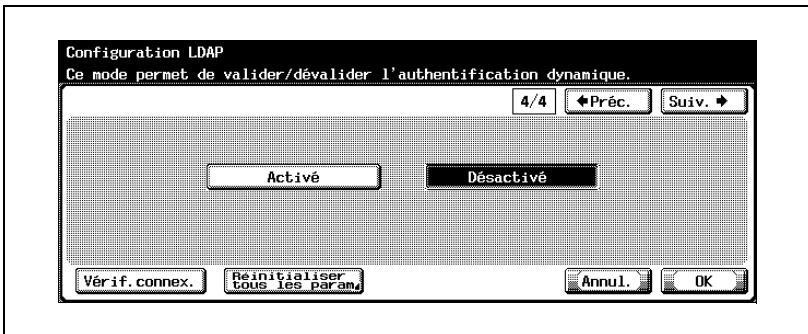 Configuration LDAP
Ce mode permet de valider/dévalider l'authentification dynamique.
4/4 Préc. Suiv.
Activé Désactivé
Vérif.connex. Réinitialiser tous les param. Annul. OK